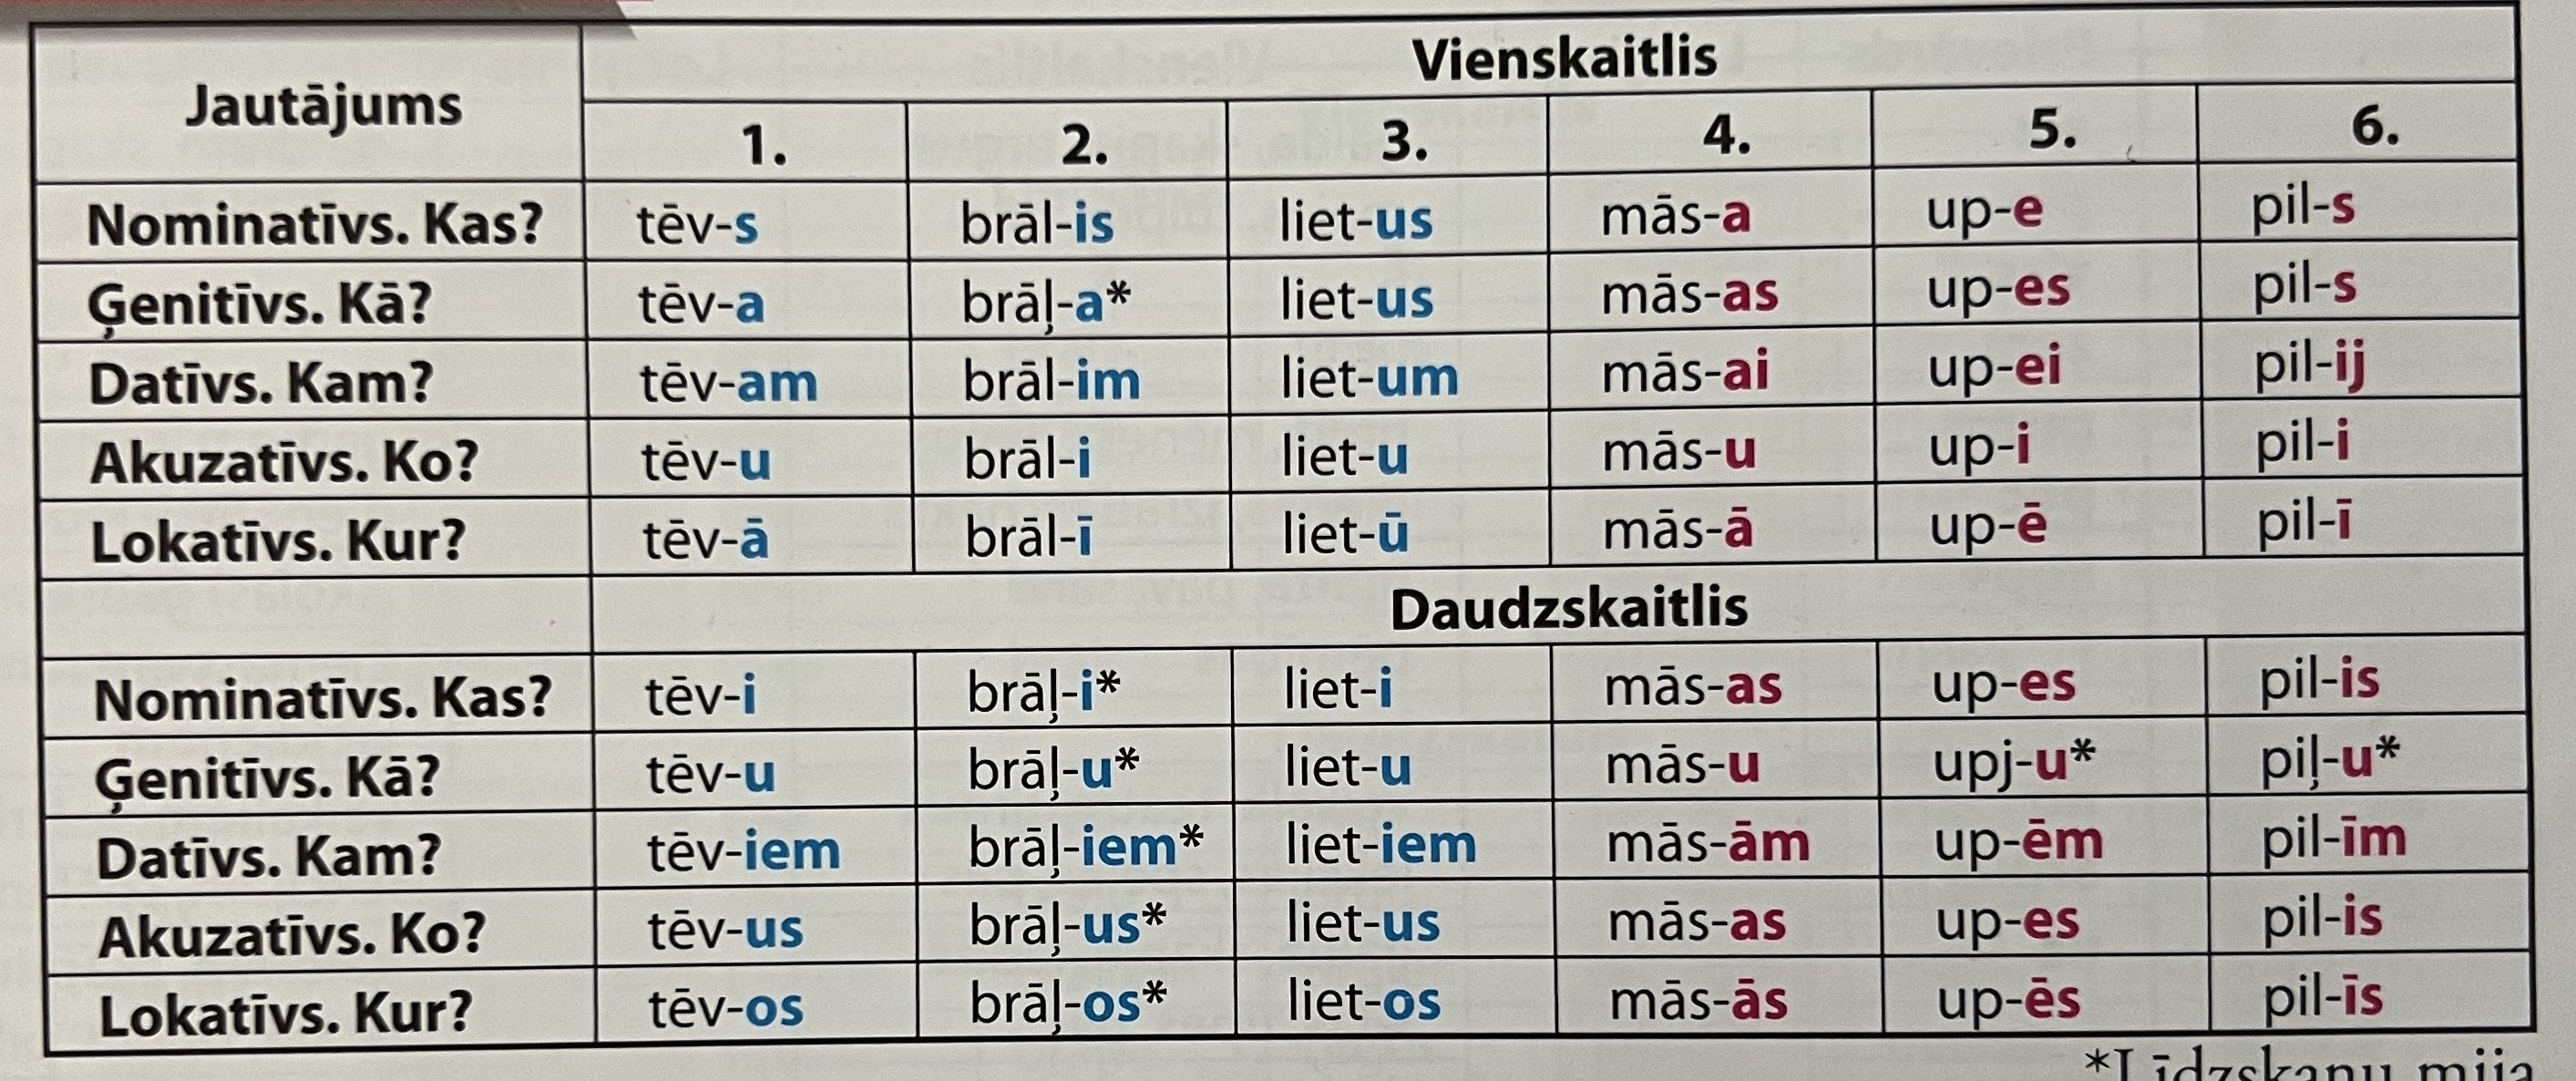 Jautājums Vienskaitlis
1. 2. 3. 4. 5. 6.
Nominatīvs. Kas? tēv-s brāl-is liet-us mās-a up-e pil-s
Ģenitīvs. Kā? tēv-a brāļ-a* liet-us mās-as up-es pil-s
Datīvs. Kam? tēv-am brāl-im liet-um mās-ai up-ei pil-ij
Akuzatīvs. Ko? tēv-u brāl-i liet-u mās-u up-i pil-i
Lokatīvs. Kur? tēv-ā brāl-ī liet-ū mās-ā up-ē pil-ī
Daudzskaitlis
Nominatīvs. Kas? tēv-i brāļ-i* liet-i mās-as up-es pil-is
Ģenitīvs. Kā? tēv-u brāļ-u* liet-u mās-u upj-u* piļ-u*
Datīvs. Kam? tēv-iem brāļ-iem* liet-iem mās-ām up-ēm pil-īm
Akuzatīvs. Ko? tēv-us brāļ-us* liet-us mās-as up-es pil-is
Lokatīvs. Kur? tēv-os brāļ-os* liet-os mās-ās up-ēs pil-īs
*Līdzskaņu mija